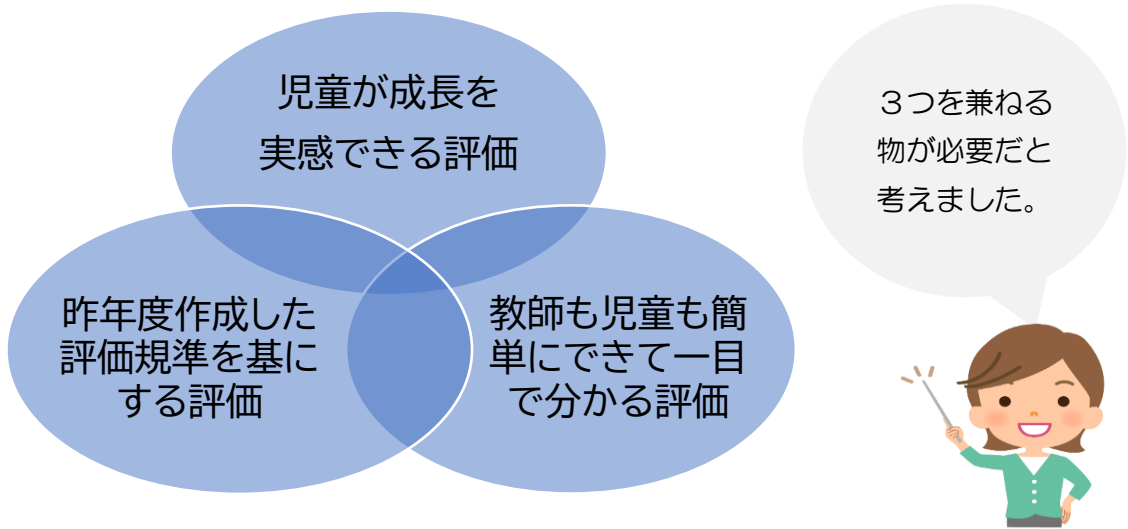 児童が成長を
実感できる評価
昨年度作成した
評価規準を基に
する評価
教師も児童も簡
単にできて一目
で分かる評価
３つを兼ねる
物が必要だと
考えました。